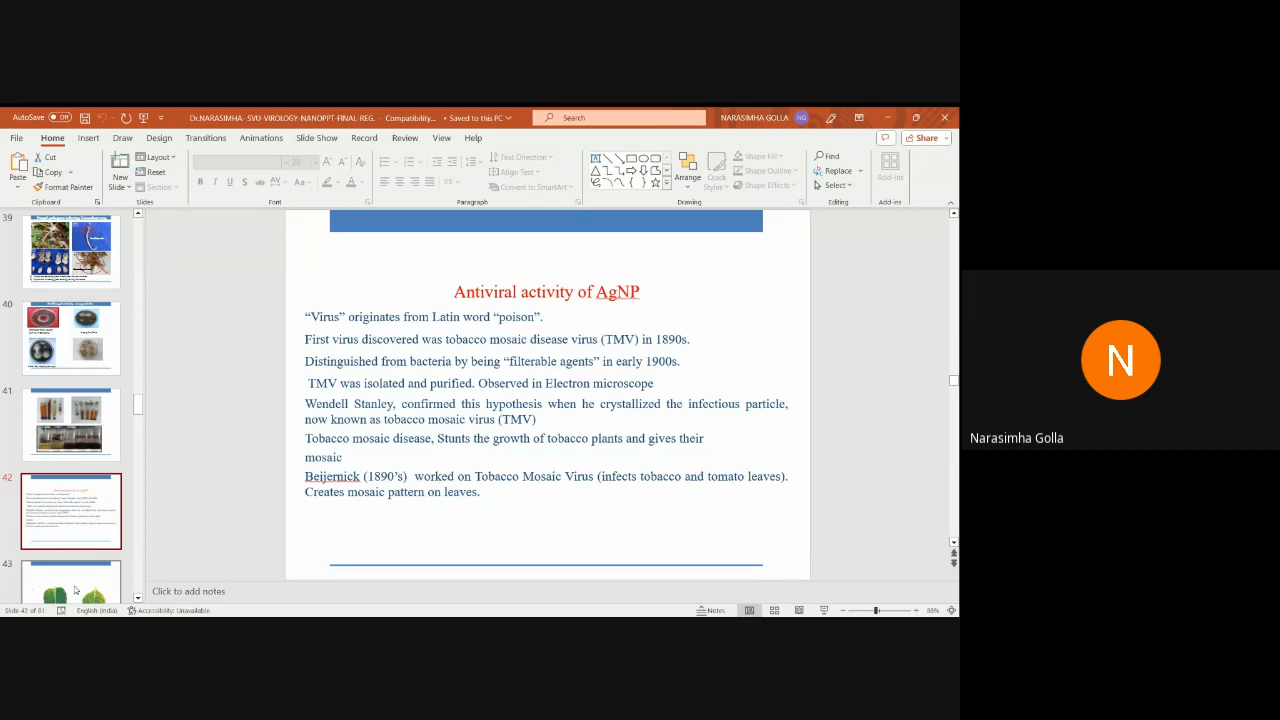 AutoSave Off
Dr.NARASIMHA- SVU-VIROLOGY-NANOPPT-FINAL-REG. - Compatibility... • Saved to this PC
Search
NARASIMHA GOLLA NG
File Home Insert Draw Design Transitions Animations Slide Show Record Review View Help
Share
Paste
Cut
Copy
Format Painter
Clipboard
New
Slide
Layout
Reset
Section
Slides
20
Font
Text Direction
Align Text
Convert to SmartArt
Paragraph
Arrange
Quick
Styles
Shape Fill
Shape Outline
Shape Effects
Drawing
Find
Replace
Select
Editing
Add-ins
Add-ins
39
40
41
42
43
Antiviral activity of AgNP
“Virus” originates from Latin word “poison”.
First virus discovered was tobacco mosaic disease virus (TMV) in 1890s.
Distinguished from bacteria by being “filterable agents” in early 1900s.
TMV was isolated and purified. Observed in Electron microscope
Wendell Stanley, confirmed this hypothesis when he crystallized the infectious particle,
now known as tobacco mosaic virus (TMV)
Tobacco mosaic disease, Stunts the growth of tobacco plants and gives their
mosaic
Beijernick (1890’s) worked on Tobacco Mosaic Virus (infects tobacco and tomato leaves).
Creates mosaic pattern on leaves.
Click to add notes
Slide 42 of 81 English (India) Accessibility: Unavailable
Notes 88%
N
Narasimha Golla